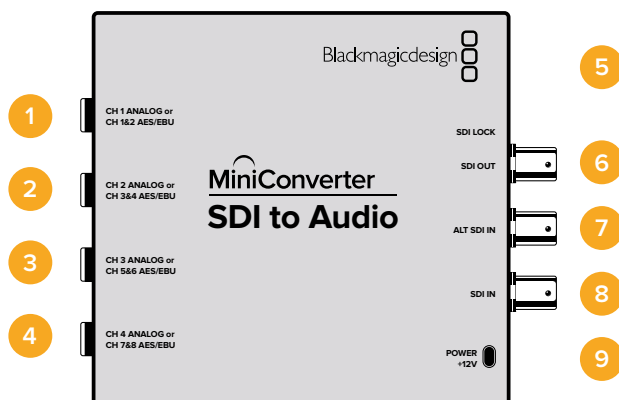 Blackmagicdesign
1
CH 1 ANALOG or
CH 1&2 AES/EBU
2
CH 2 ANALOG or
CH 3&4 AES/EBU
3
CH 3 ANALOG or
CH 5&6 AES/EBU
4
CH 4 ANALOG or
CH 7&8 AES/EBU
MiniConverter
SDI to Audio
5
SDI LOCK
SDI OUT
6
ALT SDI IN
7
SDI IN
8
POWER
+12V
9